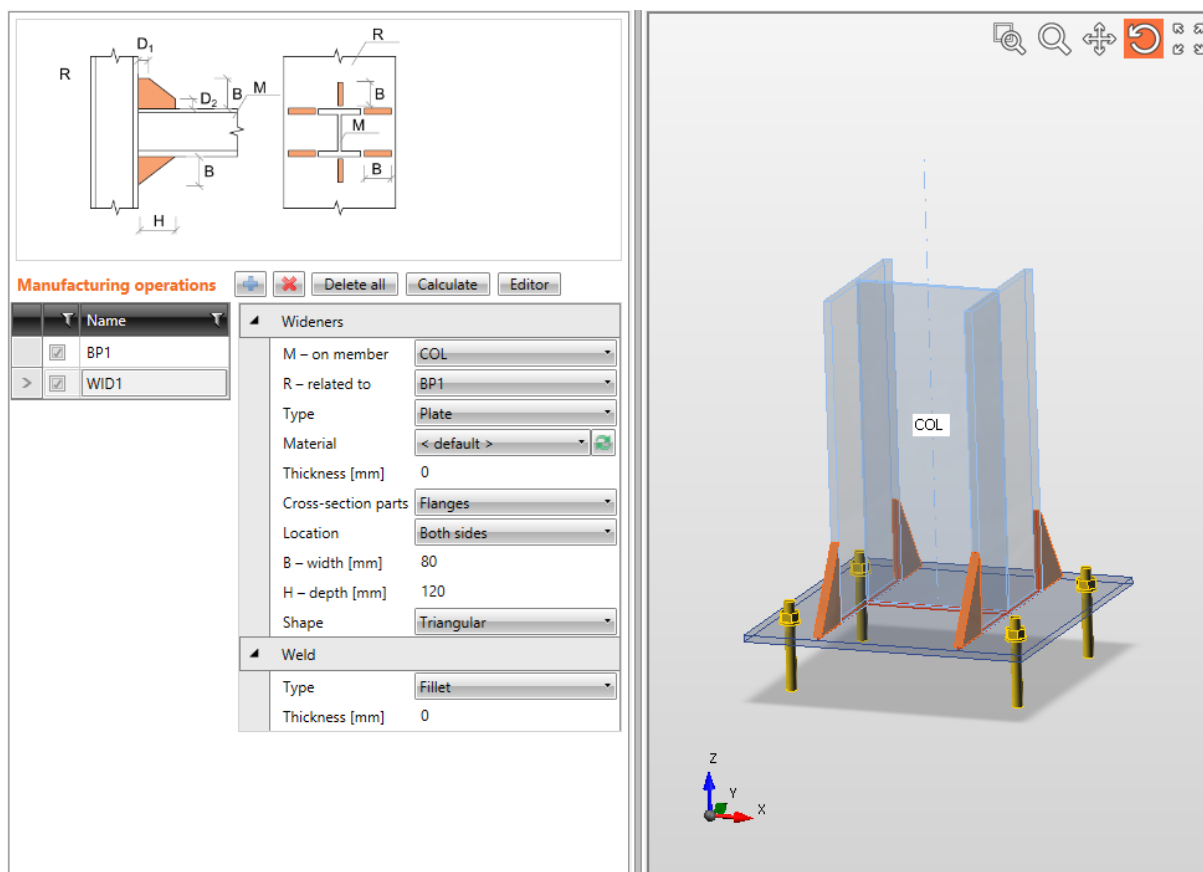 D1
R
R
D2
B
M
B
M
B
B
H
Manufacturing operations
Delete all
Calculate
Editor
Name
BP1
> WID1
Wideners
M – on member COL
R – related to BP1
Type Plate
Material < default >
Thickness [mm] 0
Cross-section parts Flanges
Location Both sides
B – width [mm] 80
H – depth [mm] 120
Shape Triangular
Weld
Type Fillet
Thickness [mm] 0
COL
Z
Y
X